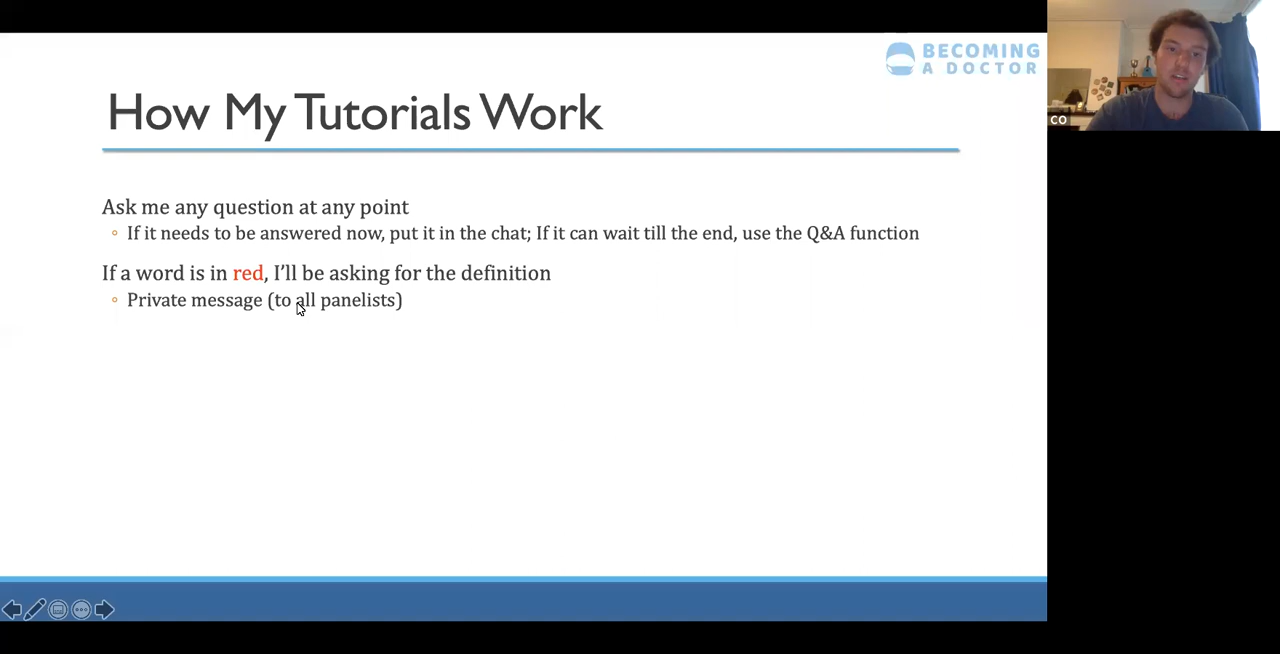 BECOMING
A DOCTOR
How My Tutorials Work
CO
Ask me any question at any point
◦ If it needs to be answered now, put it in the chat; If it can wait till the end, use the Q&A function
If a word is in red, I’ll be asking for the definition
◦ Private message (to all panelists)